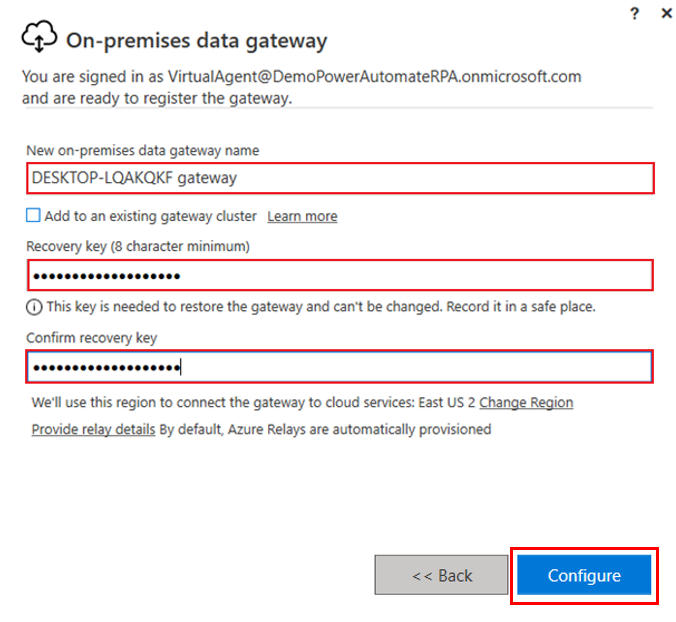 ?
On-premises data gateway
You are signed in as VirtualAgent@DemoPowerAutomateRPA.onmicrosoft.com
and are ready to register the gateway.
New on-premises data gateway name
DESKTOP-LQAKQKF gateway
Add to an existing gateway cluster Learn more
Recovery key (8 character minimum)
•••••••••••••••••••
This key is needed to restore the gateway and can't be changed. Record it in a safe place.
Confirm recovery key
•••••••••••••••••••
We'll use this region to connect the gateway to cloud services: East US 2 Change Region
Provide relay details By default, Azure Relays are automatically provisioned
<< Back
Configure